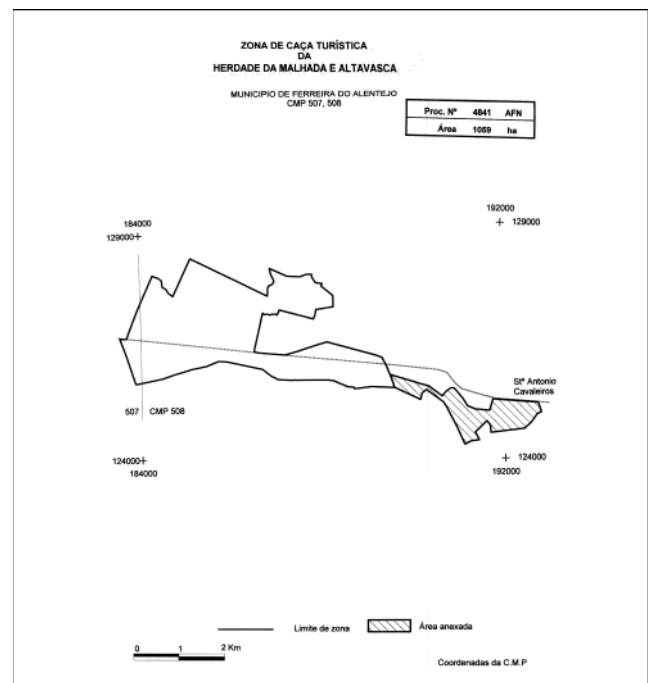 ZONA DE CAÇA TURÍSTICA
DA
HERDADE DA MALHADA E ALTAVASCA
MUNICIPIO DE FERREIRA DO ALENTEJO
CMP 507, 508
Proc. Nº 4841 AFN
Área 1059 ha
184000
129000
192000
129000
Stº Antonio
Cavaleiros
507 CMP 508
124000
184000
124000
192000
Limite de zona
Área anexada
0 1 2 Km
Coordenadas da C.M.P